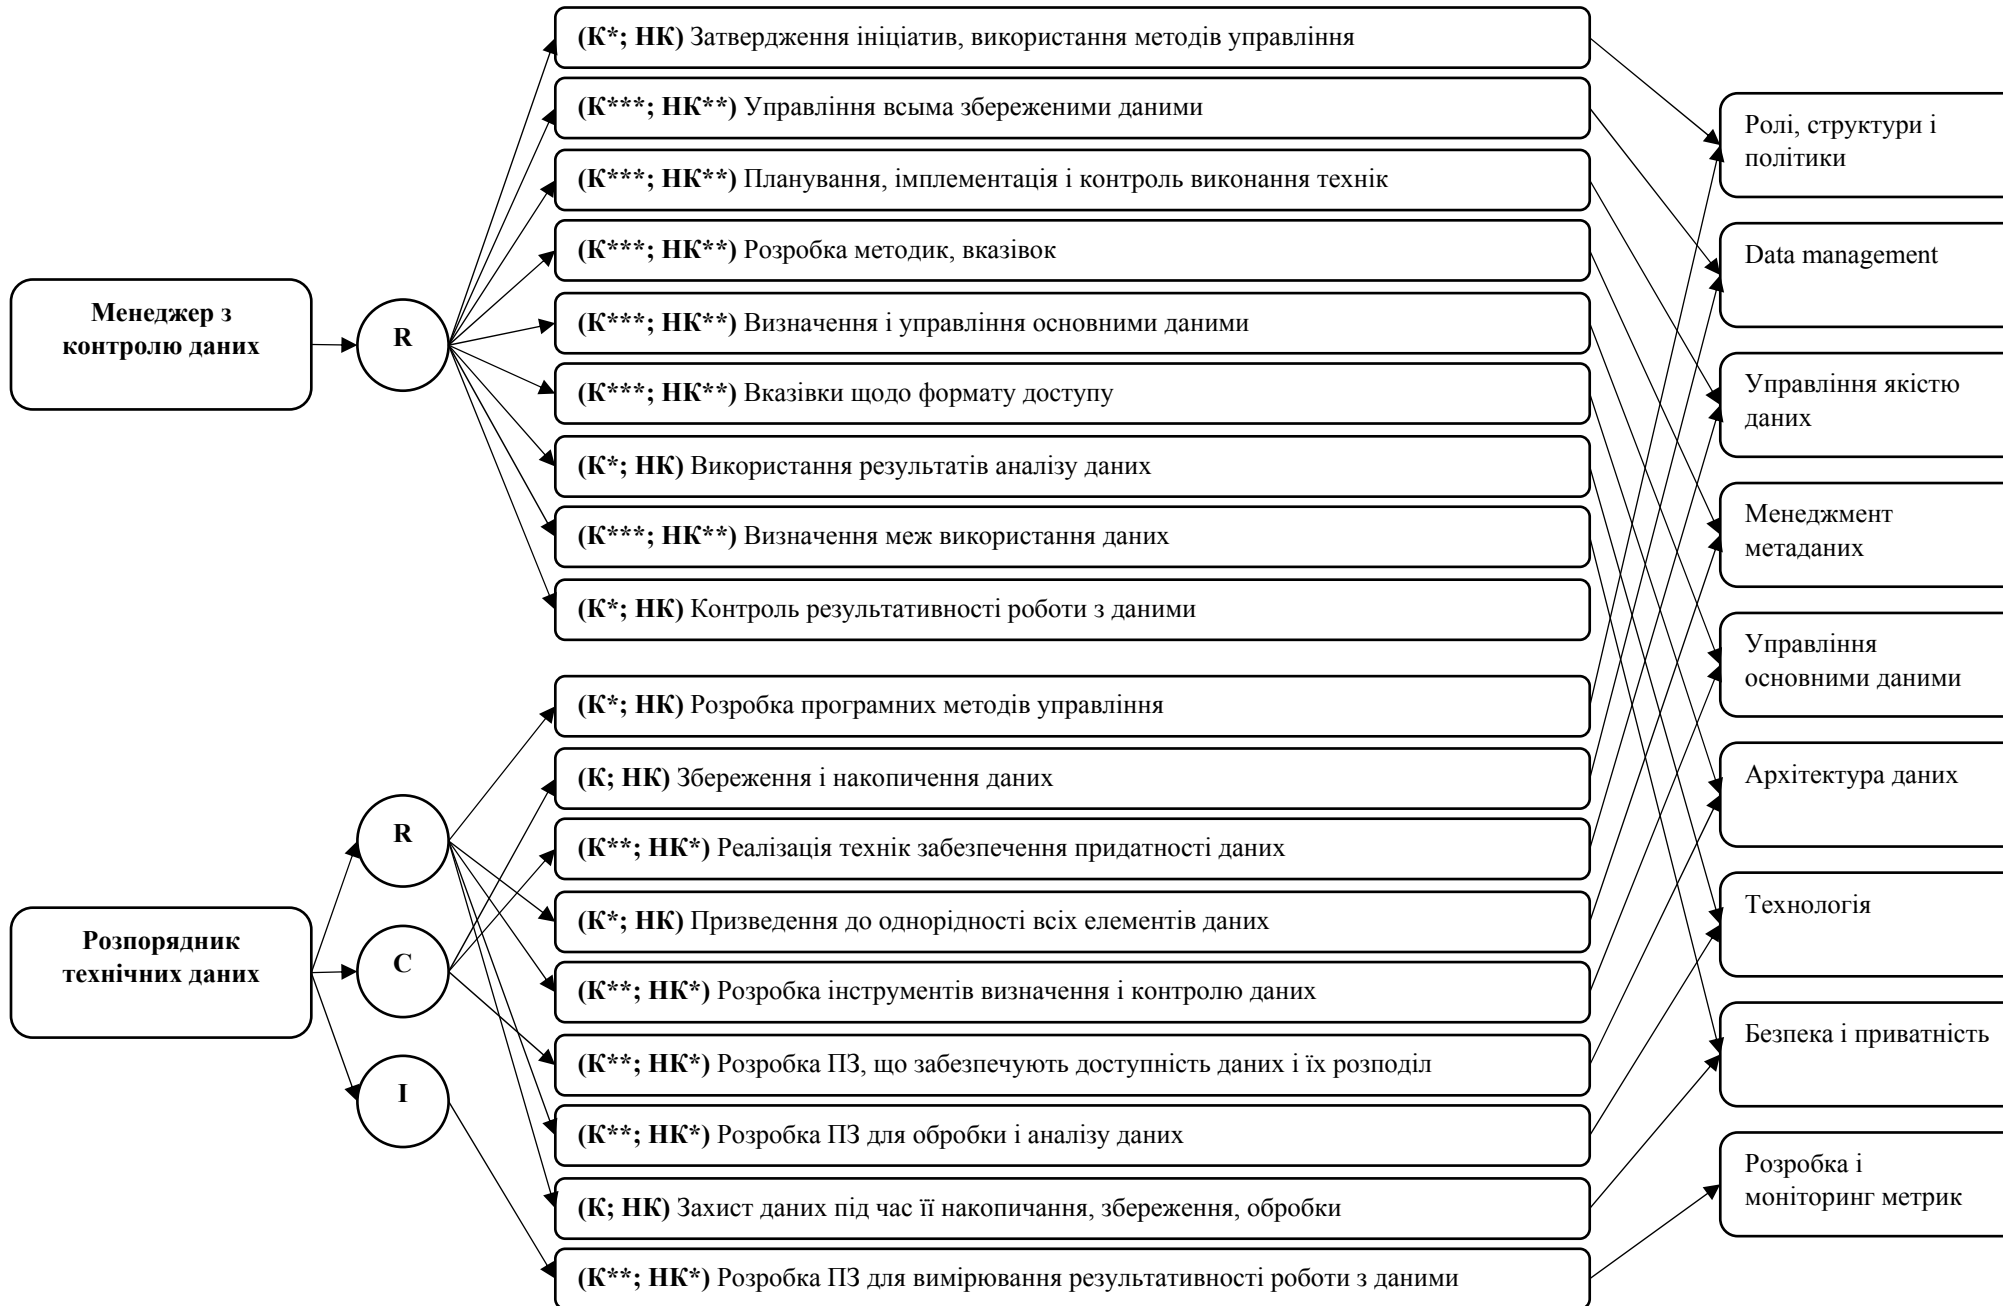 (К*; НК) Затвердження ініціатив, використання методів управління
(К***; НК**) Управління всыма збереженими даними
(К***; НК**) Планування, імплементація і контроль виконання технік
(К***; НК**) Розробка методик, вказівок
(К***; НК**) Визначення і управління основними даними
(К***; НК**) Вказівки щодо формату доступу
(К*; НК) Використання результатів аналізу даних
(К***; НК**) Визначення меж використання даних
(К*; НК) Контроль результативності роботи з даними
Менеджер з
контролю даних
R
(К*; НК) Розробка програмних методів управління
(К; НК) Збереження і накопичення даних
(К**; НК*) Реалізація технік забезпечення придатності даних
(К*; НК) Призведення до однорідності всіх елементів даних
(К**; НК*) Розробка інструментів визначення і контролю даних
(К**; НК*) Розробка ПЗ, що забезпечують доступність даних і їх розподіл
(К**; НК*) Розробка ПЗ для обробки і аналізу даних
(К; НК) Захист даних під час її накопичання, збереження, обробки
(К**; НК*) Розробка ПЗ для вимірювання результативності роботи з даними
Розпорядник
технічних даних
R
C
I
Ролі, структури і
політики
Data management
Управління якістю
даних
Менеджмент
метаданих
Управління
основними даними
Архітектура даних
Технологія
Безпека і приватність
Розробка і
моніторинг метрик